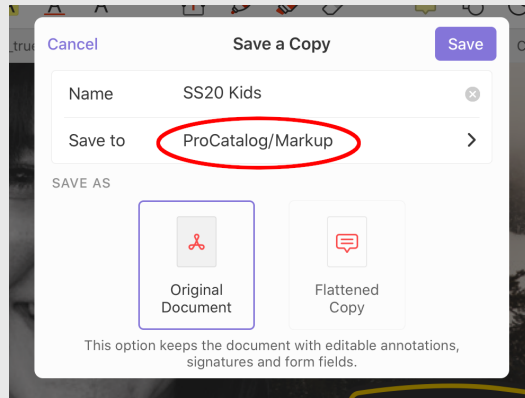 Cancel Save a Copy Save
Name SS20 Kids
Save to ProCatalog/Markup
SAVE AS
Original
Document
Flattened
Copy
This option keeps the document with editable annotations,
signatures and form fields.